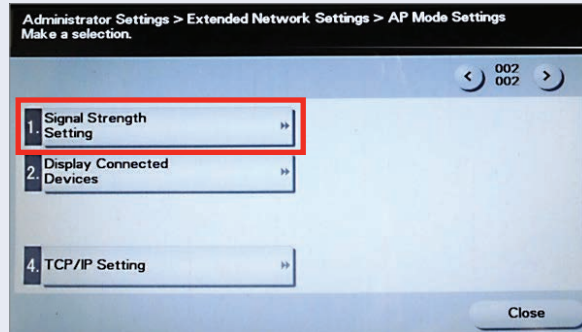 Administrator Settings > Extended Network Settings > AP Mode Settings
Make a selection.
< 002 >
002
1. Signal Strength
Setting
2. Display Connected
Devices
4. TCP/IP Setting
Close